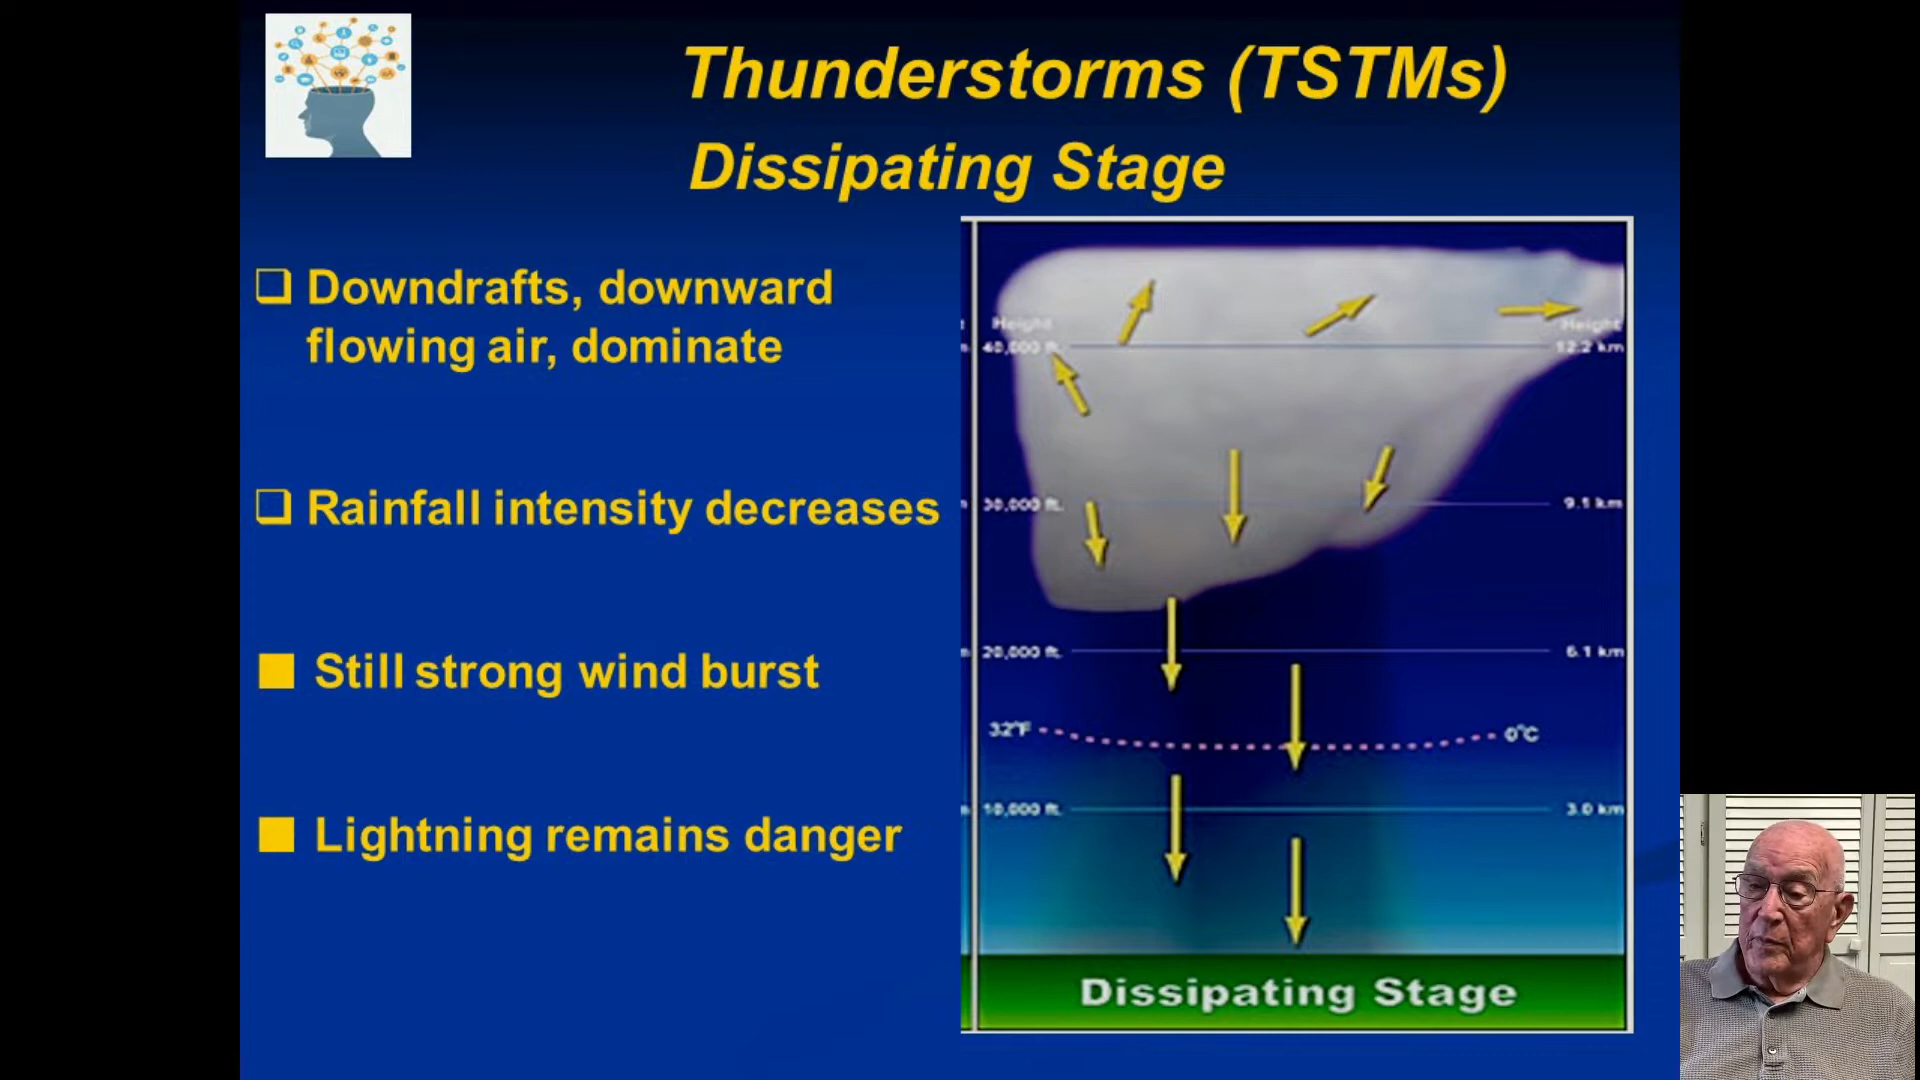 Thunderstorms (TSTMs)
Dissipating Stage
Downdrafts, downward
flowing air, dominate
Rainfall intensity decreases
Still strong wind burst
Lightning remains danger
Height
Height
40,000 ft.
12.2 km
30,000 ft.
9.1 km
20,000 ft.
6.1 km
32°F
0°C
10,000 ft.
3.0 km
Dissipating Stage